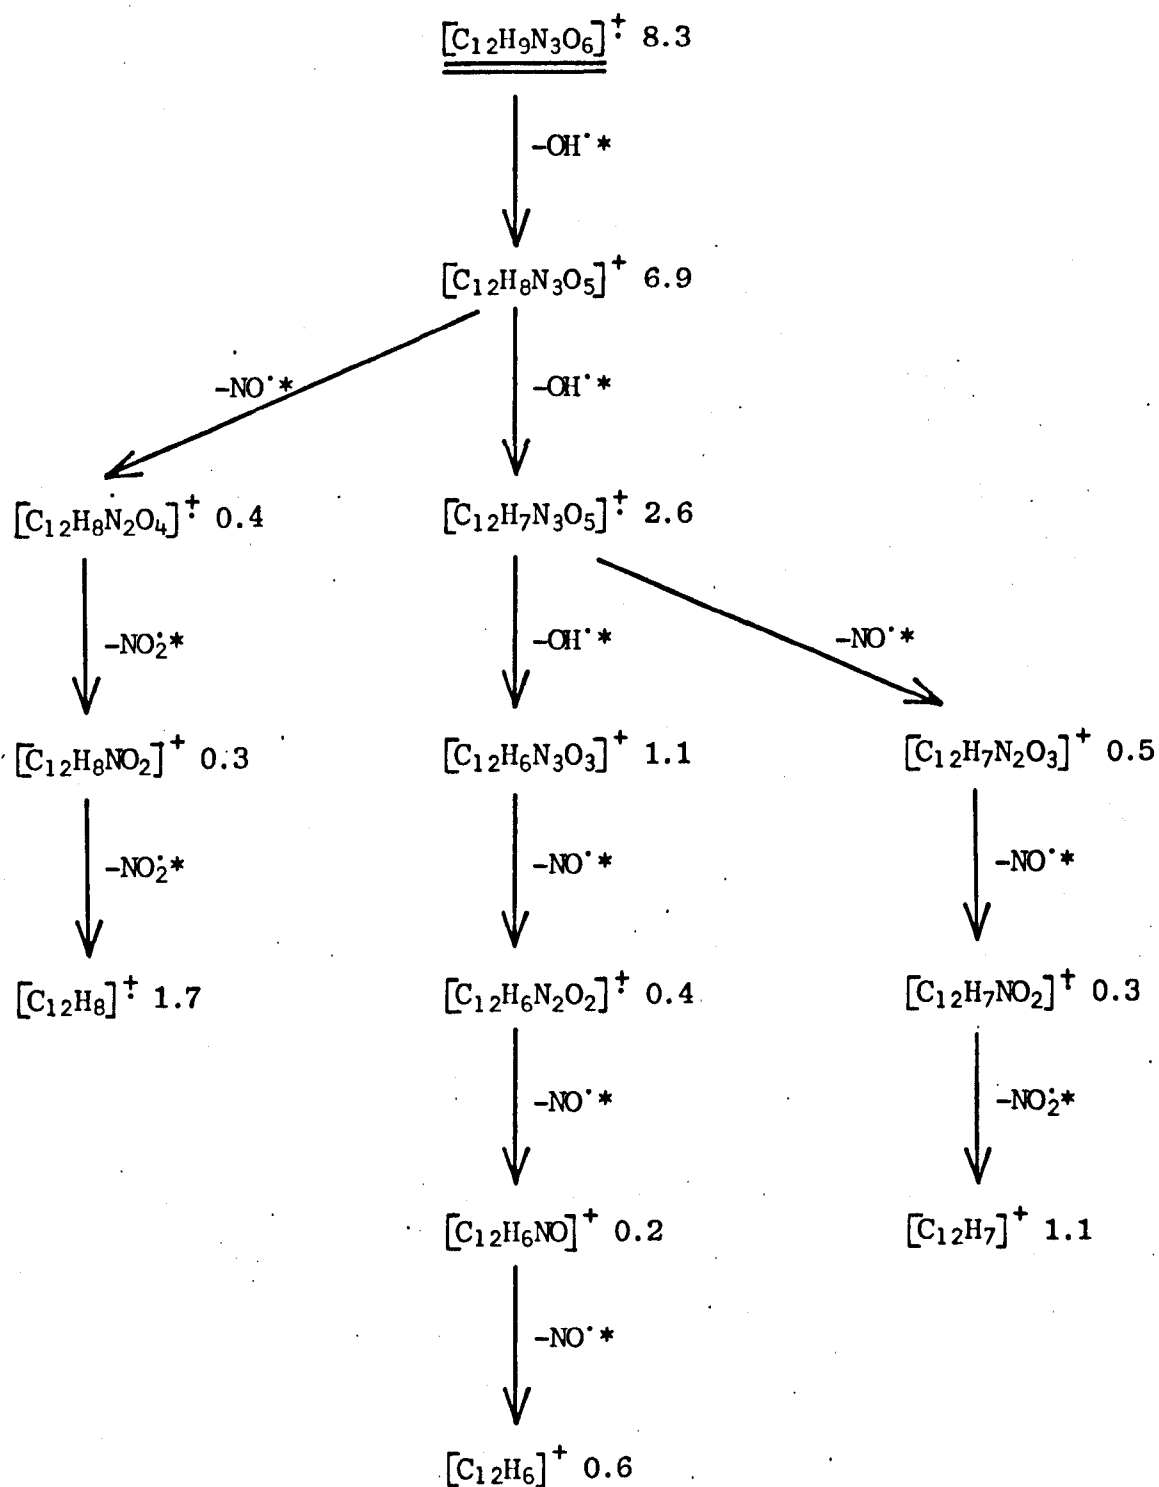 [C12H9N3O6]+• 8.3
-OH•*
[C12H8N3O5]+ 6.9
-NO•* -OH•*
[C12H8N2O4]+• 0.4 [C12H7N3O5]+• 2.6
-NO2•* -OH•* -NO•*
[C12H8NO2]+ 0.3 [C12H6N3O3]+ 1.1 [C12H7N2O3]+ 0.5
-NO2•* -NO•* -NO•*
[C12H8]+• 1.7 [C12H6N2O2]+• 0.4 [C12H7NO2]+• 0.3
-NO•* -NO2•*
[C12H6NO]+ 0.2 [C12H7]+ 1.1
-NO•*
[C12H6]+ 0.6